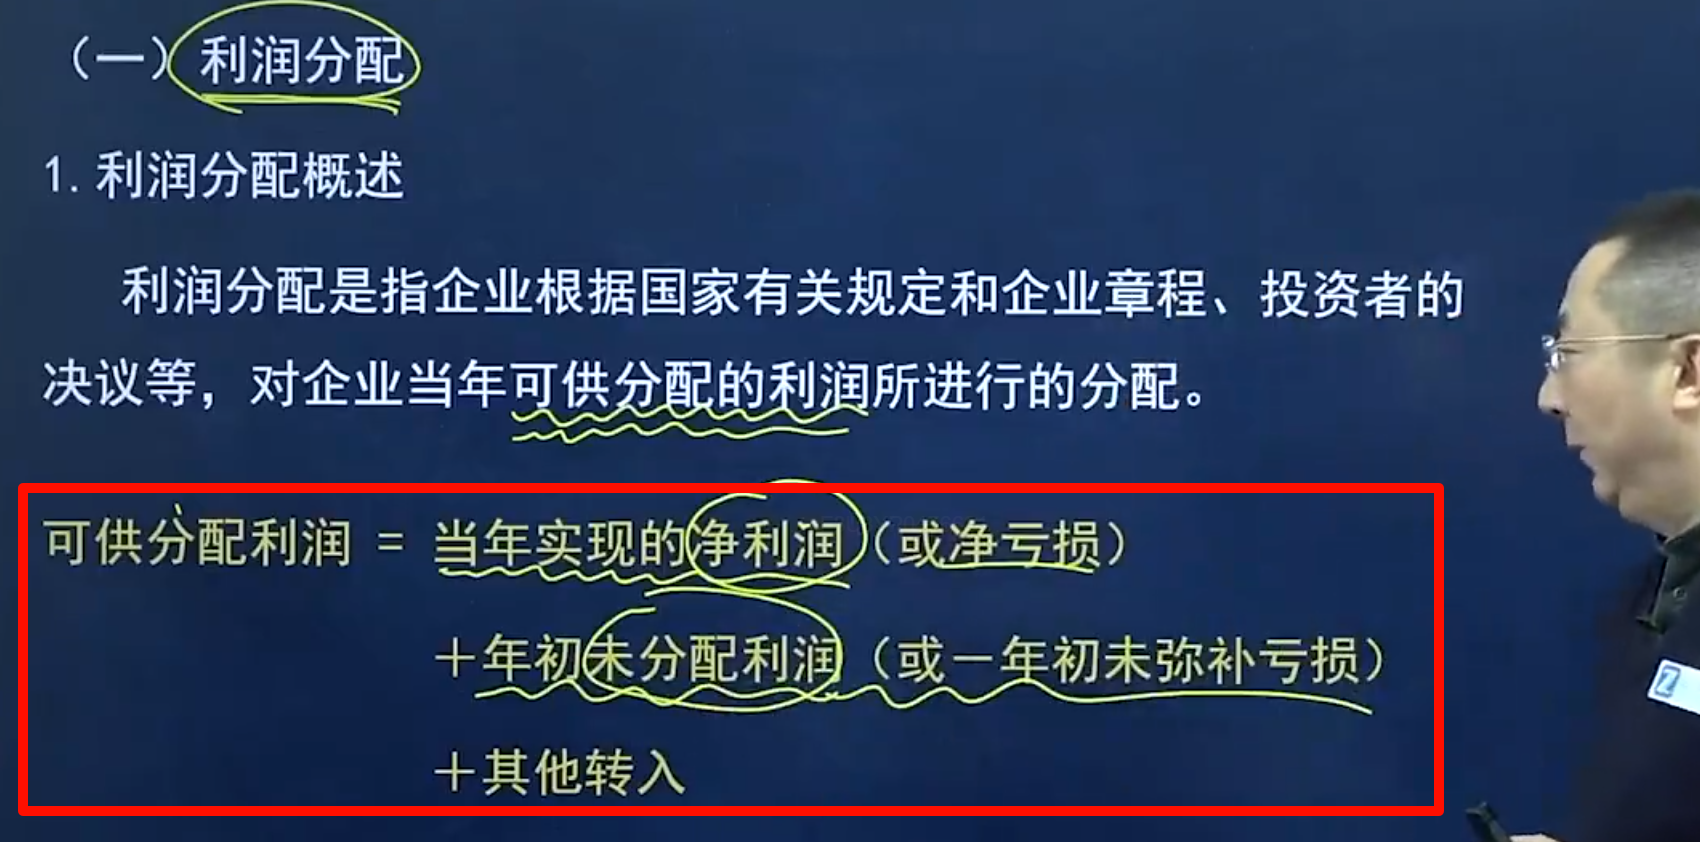 （一）利润分配
1.利润分配概述
利润分配是指企业根据国家有关规定和企业章程、投资者的
决议等，对企业当年可供分配的利润所进行的分配。
可供分配利润 = 当年实现的净利润（或净亏损）
＋年初未分配利润（或－年初未弥补亏损）
＋其他转入